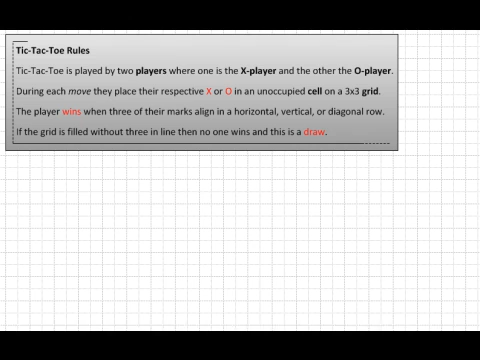 Tic-Tac-Toe Rules
Tic-Tac-Toe is played by two players where one is the X-player and the other the O-player.
During each move they place their respective X or O in an unoccupied cell on a 3x3 grid.
The player wins when three of their marks align in a horizontal, vertical, or diagonal row.
If the grid is filled without three in line then no one wins and this is a draw.